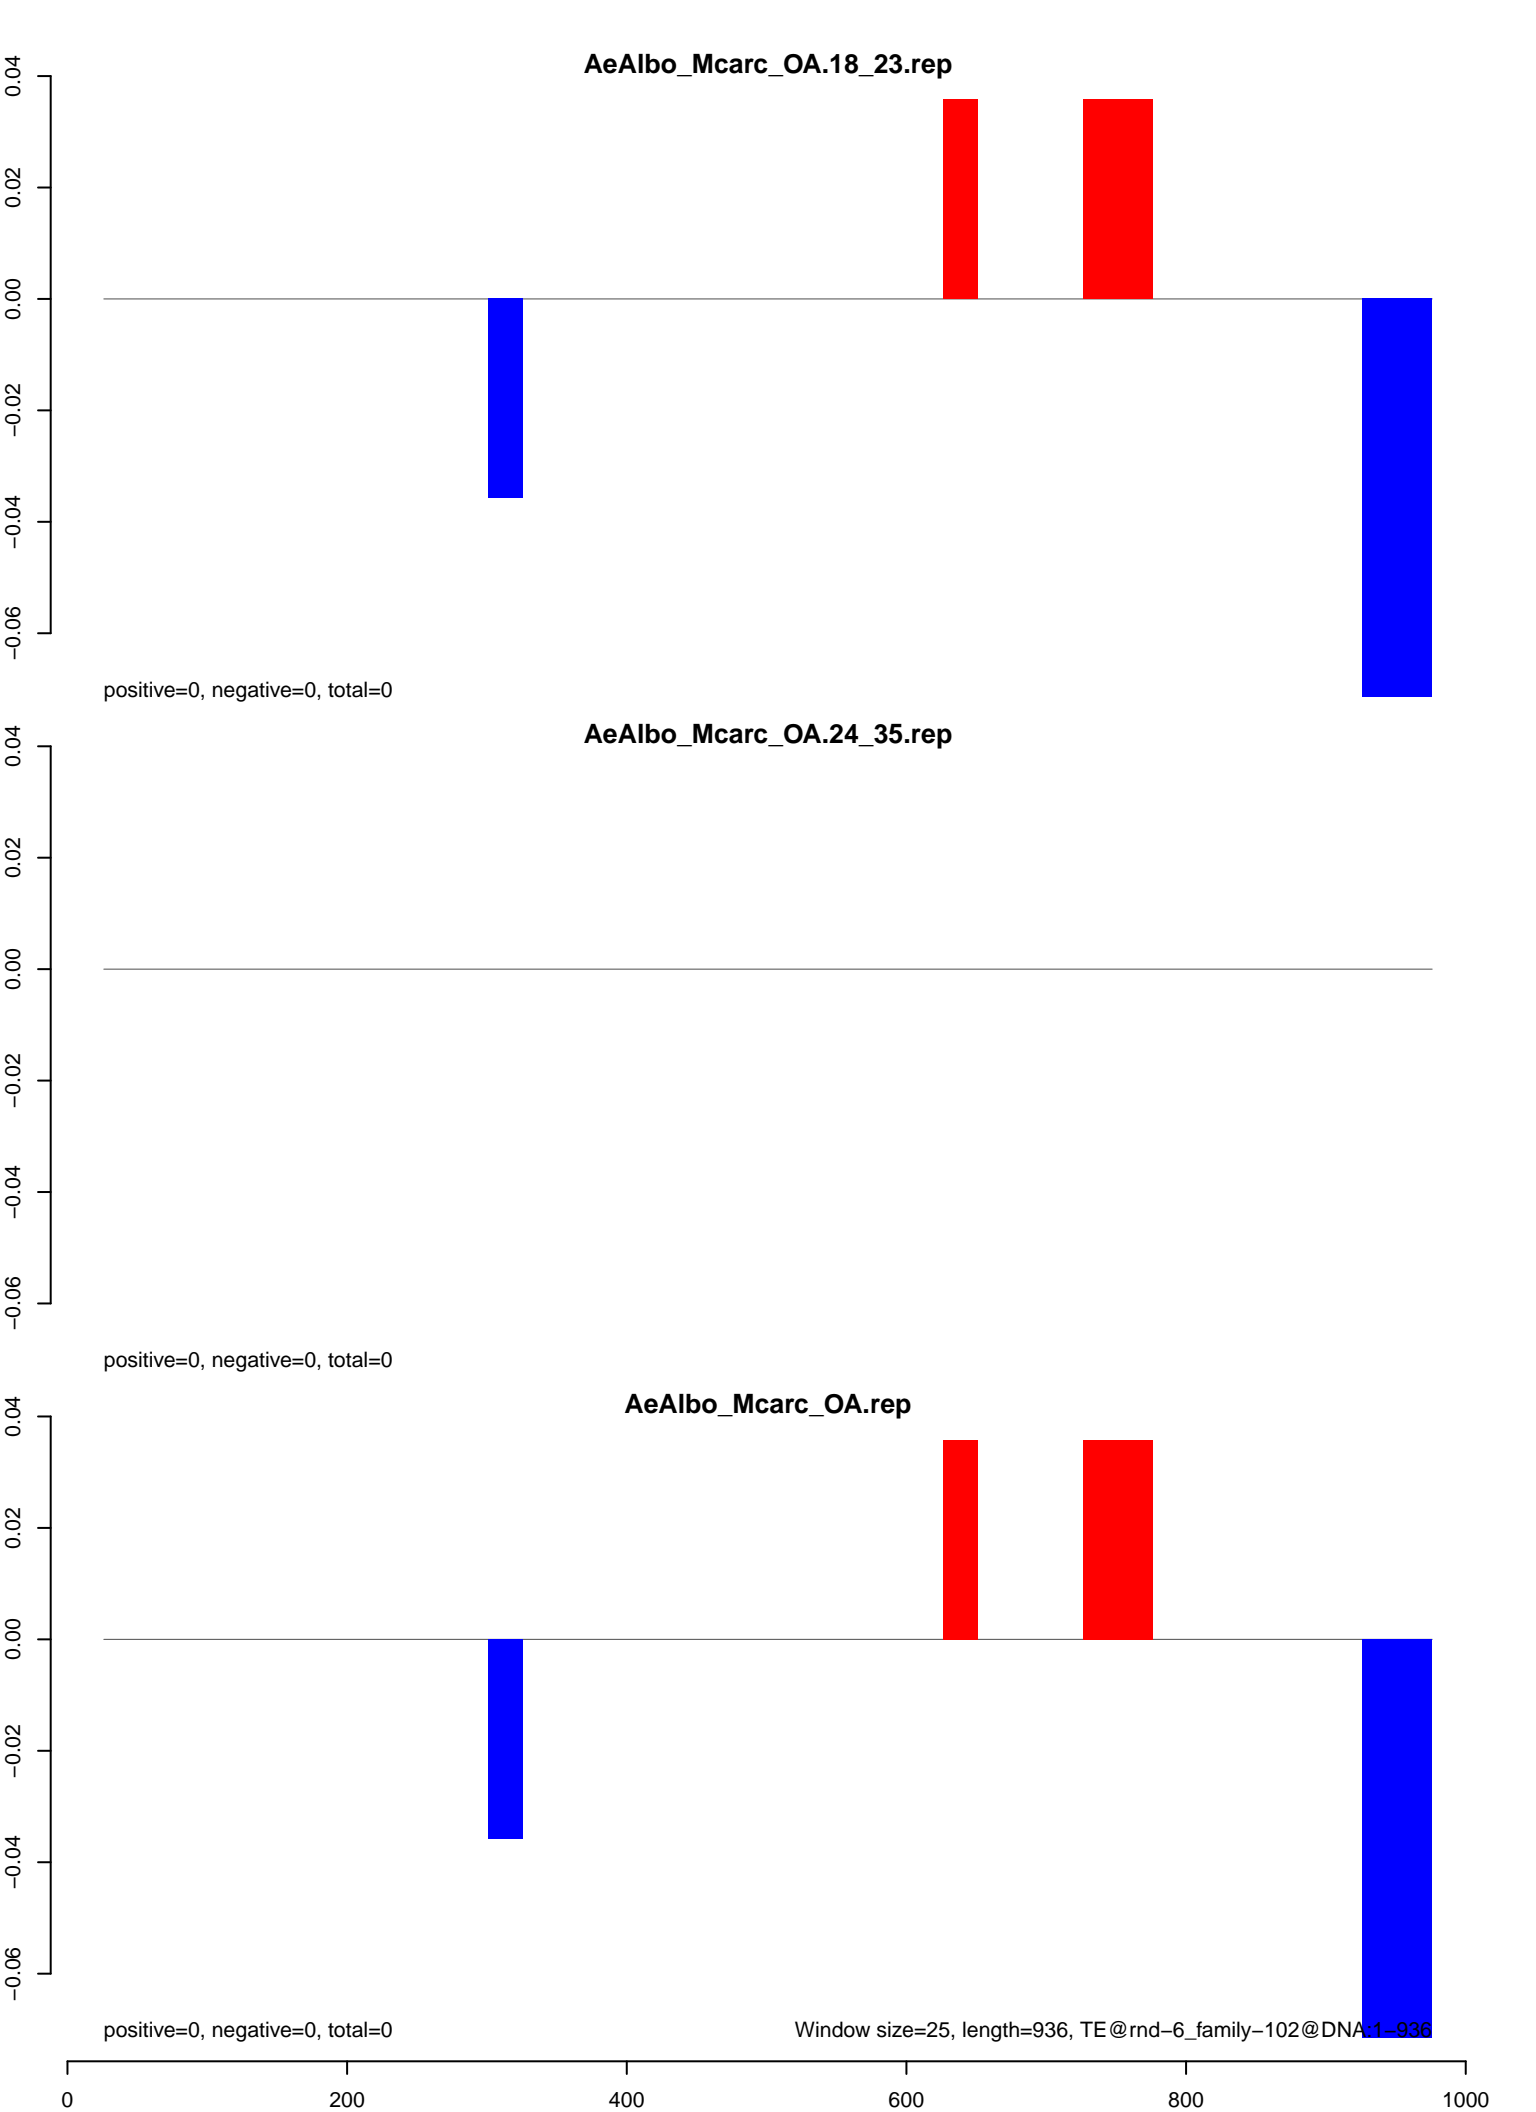 AeAlbo_Mcarc_OA.18_23.rep
0.04
0.02
0.00
−0.02
−0.04
−0.06
positive=0, negative=0, total=0
AeAlbo_Mcarc_OA.24_35.rep
0.04
0.02
0.00
−0.02
−0.04
−0.06
positive=0, negative=0, total=0
AeAlbo_Mcarc_OA.rep
0.04
0.02
0.00
−0.02
−0.04
−0.06
positive=0, negative=0, total=0
Window size=25, length=936, TE@rnd−6_family−102@DNA:1−936
0 200 400 600 800 1000